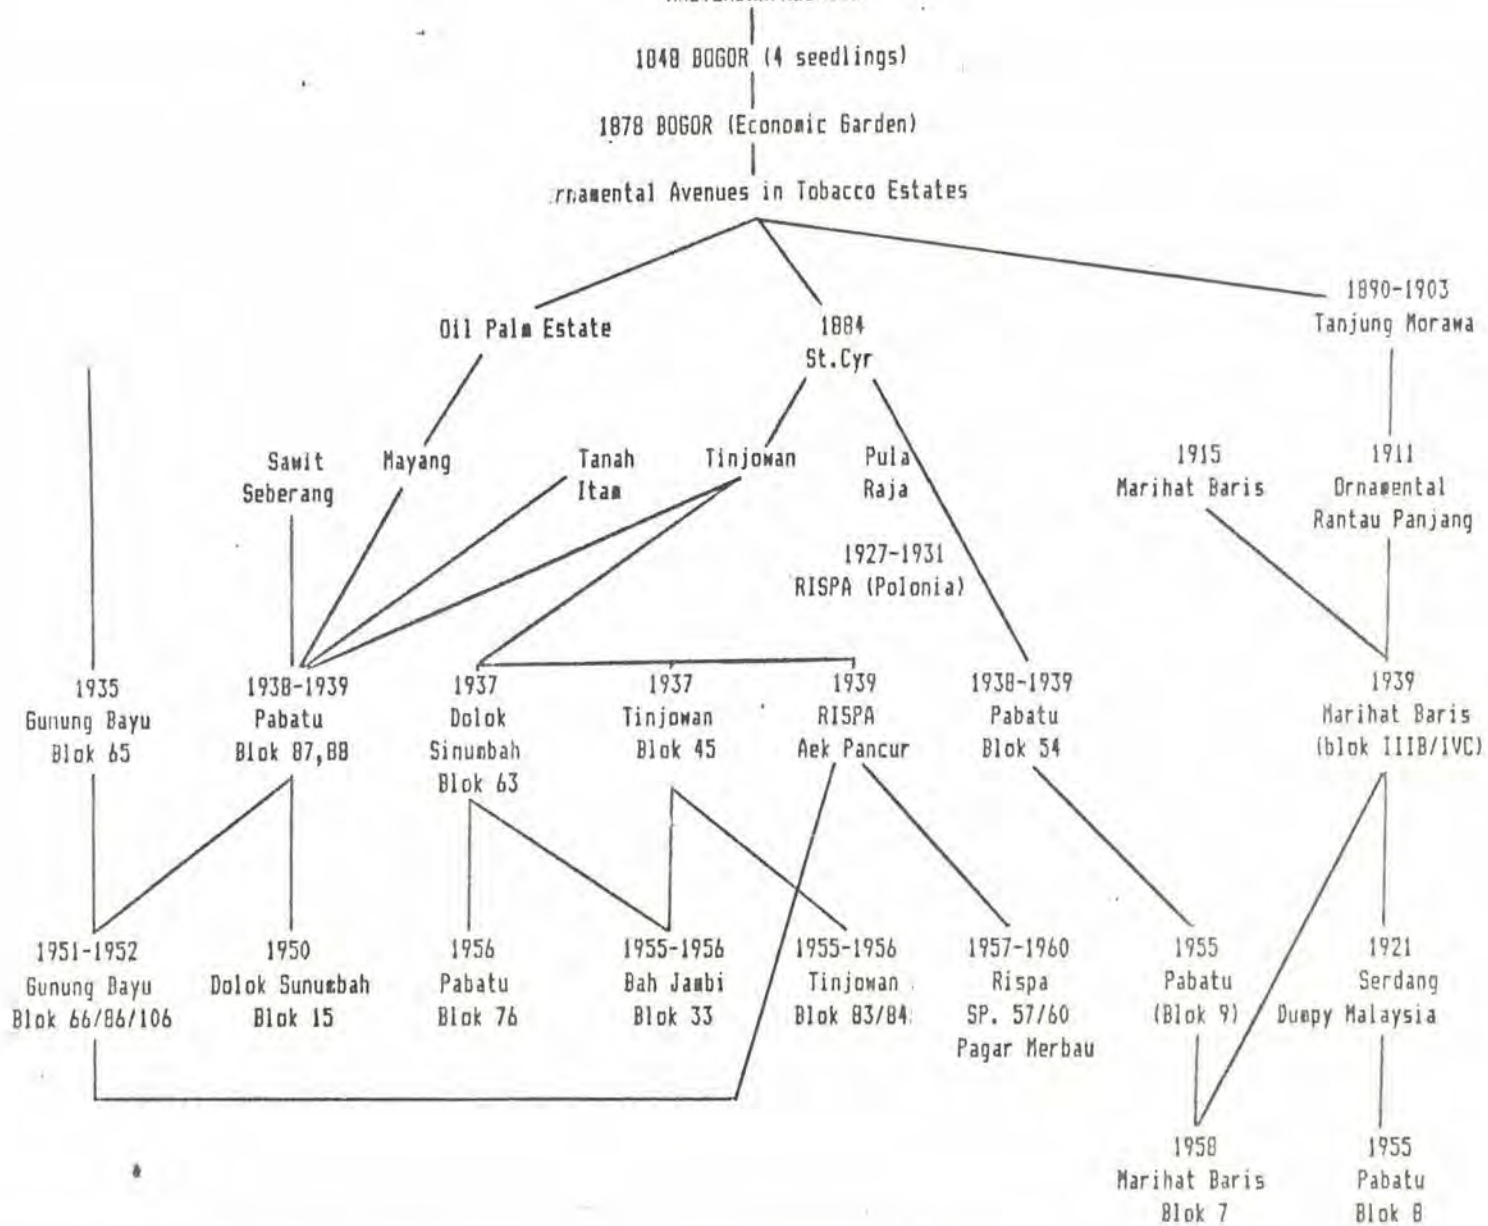 1848 BOGOR (4 seedlings)
1878 BOGOR (Economic Garden)
rnamental Avenues in Tobacco Estates
Oil Palm Estate
1884
St.Cyr
1890-1903
Tanjung Morawa
Sawit
Seberang
Mayang
Tanah
Itam
Tinjowan
Pula
Raja
1915
Marihat Baris
1911
Ornamental
Rantau Panjang
1927-1931
RISPA (Polonia)
1935
Gunung Bayu
Blok 65
1938-1939
Pabatu
Blok 87,88
1937
Dolok
Sinumbah
Blok 63
1937
Tinjowan
Blok 45
1939
RISPA
Aek Pancur
1938-1939
Pabatu
Blok 54
1939
Marihat Baris
(blok IIIB/IVC)
1951-1952
Gunung Bayu
Blok 66/86/106
1950
Dolok Sunumbah
Blok 15
1956
Pabatu
Blok 76
1955-1956
Bah Jambi
Blok 33
1955-1956
Tinjowan
Blok 83/84
1957-1960
Rispa
SP. 57/60
Pagar Merbau
1955
Pabatu
(Blok 9)
1921
Serdang
Dumpy Malaysia
1958
Marihat Baris
Blok 7
1955
Pabatu
Blok 8